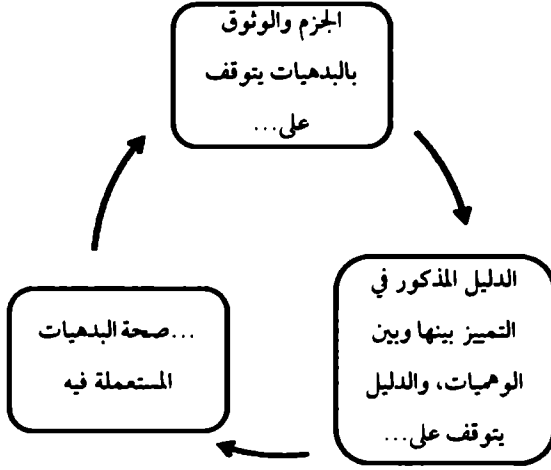 الجزم والوثوق
بالبدهيات يتوقف
على...
الدليل المذكور في
التمييز بينها وبين
الوهميات، والدليل
يتوقف على...
...صحة البدهيات
المستعملة فيه